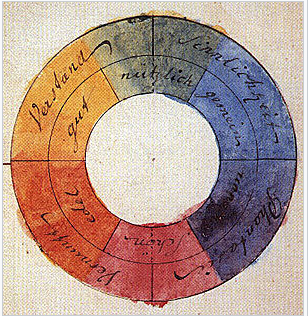 Verstand
Sinnlichkeit
Phantasie
Vernunft
gut
nützlich
gemein
schön
edel